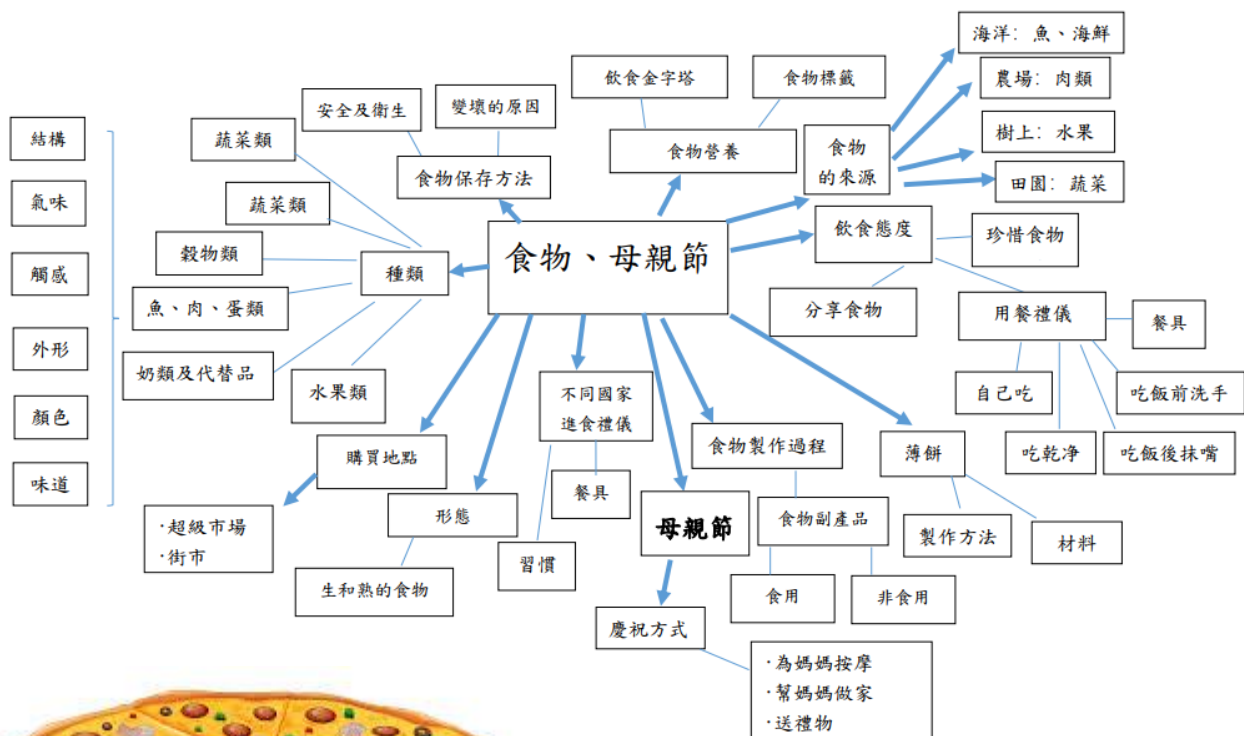 海洋：魚、海鮮
農場：肉類
樹上：水果
田園：蔬菜
飲食金字塔
食物標籤
食物營養
食物
的來源
安全及衛生
變壞的原因
食物保存方法
結構
氣味
觸感
外形
顏色
味道
蔬菜類
蔬菜類
穀物類
魚、肉、蛋類
奶類及代替品
水果類
種類
食物、母親節
飲食態度
珍惜食物
分享食物
用餐禮儀
餐具
自己吃
吃乾净
吃飯後抹嘴
吃飯前洗手
購買地點
·超級市場
·街市
形態
生和熟的食物
不同國家
進食禮儀
習慣
餐具
母親節
慶祝方式
·為媽媽按摩
·幫媽媽做家
·送禮物
食物製作過程
食物副產品
食用
非食用
薄餅
製作方法
材料